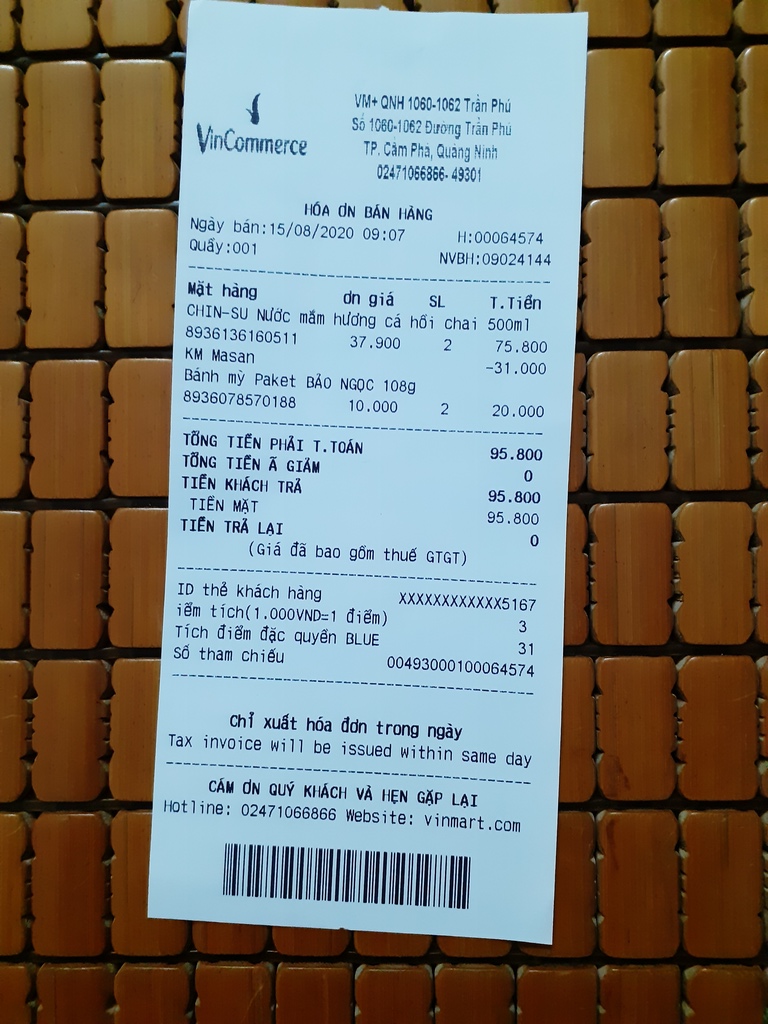 VinCommerce
VM+ QNH 1060-1062 Trần Phú
Số 1060-1062 Đường Trần Phú
TP. Cẩm Phả, Quảng Ninh
02471066866- 49301
HÓA ƠN BÁN HÀNG
Ngày bán:15/08/2020 09:07 H:00064574
Quầy:001 NVBH:09024144
Mặt hàng ơn giá SL T.Tiền
CHIN-SU Nước mắm hương cá hồi chai 500ml
8936136160511 37.900 2 75.800
KM Masan -31.000
Bánh mỳ Paket BẢO NGỌC 108g
8936078570188 10.000 2 20.000
TỔNG TIỀN PHẢI T.TOÁN 95.800
TỔNG TIỀN Ã GIẢM 0
TIỀN KHÁCH TRẢ 95.800
TIỀN MẶT 95.800
TIỀN TRẢ LẠI 0
(Giá đã bao gồm thuế GTGT)
ID thẻ khách hàng XXXXXXXXXXXX5167
iểm tích(1.000VND=1 điểm) 3
Tích điểm đặc quyền BLUE 31
Số tham chiếu 00493000100064574
Chỉ xuất hóa đơn trong ngày
Tax invoice will be issued within same day
CÁM ƠN QUÝ KHÁCH VÀ HẸN GẶP LẠI
Hotline: 02471066866 Website: vinmart.com